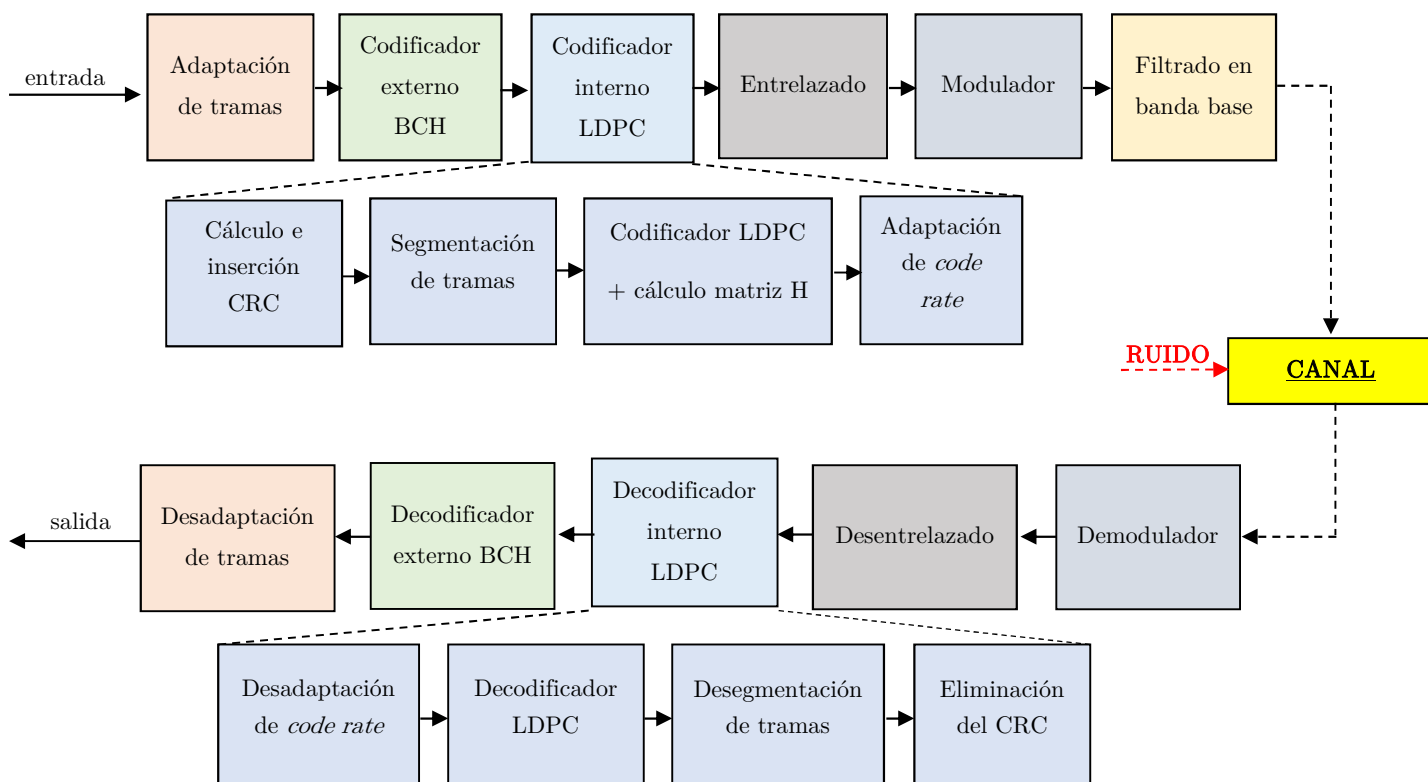 entrada
Adaptación
de tramas
Codificador
externo
BCH
Codificador
interno
LDPC
Entrelazado
Modulador
Filtrado en
banda base
Cálculo e
inserción
CRC
Segmentación
de tramas
Codificador LDPC
+ cálculo matriz H
Adaptación
de code
rate
RUIDO
CANAL
salida
Desadaptación
de tramas
Decodificador
externo BCH
Decodificador
interno
LDPC
Desentrelazado
Demodulador
Desadaptación
de code rate
Decodificador
LDPC
Desegmentación
de tramas
Eliminación
del CRC